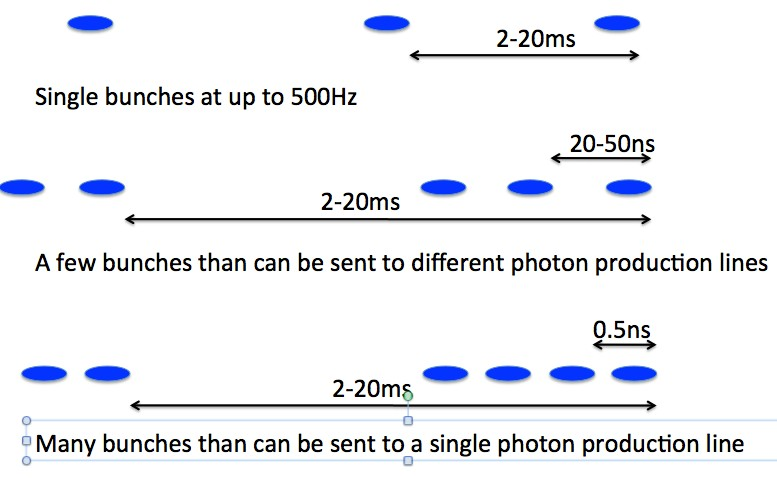 2-20ms
Single bunches at up to 500Hz
20-50ns
2-20ms
A few bunches than can be sent to different photon production lines
0.5ns
2-20ms
Many bunches than can be sent to a single photon production line